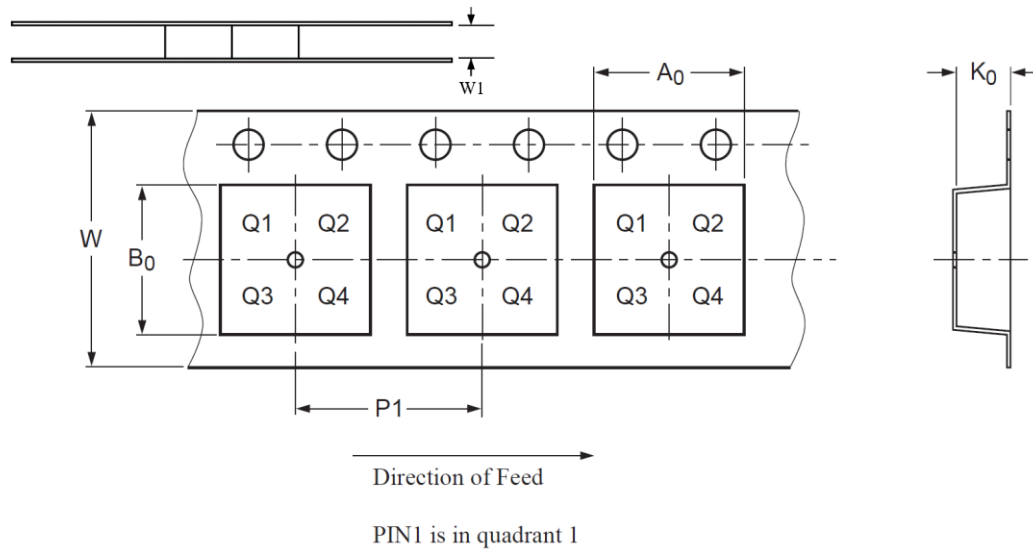 W1
A0
K0
Q1 Q2 Q1 Q2 Q1 Q2
W
B0
Q3 Q4 Q3 Q4 Q3 Q4
P1
Direction of Feed
PIN1 is in quadrant 1